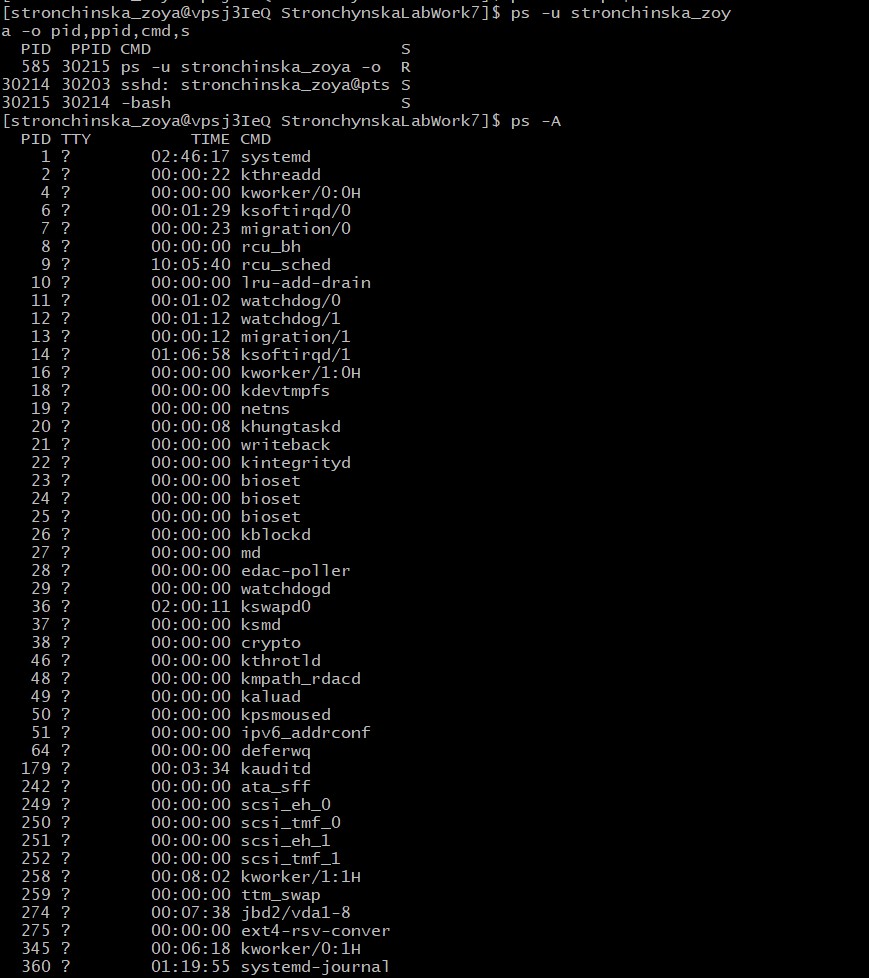 [stronchinska_zoya@vpsj3IeQ StronchynskaLabWork7]$ ps -u stronchinska_zoy
a -o pid,ppid,cmd,s
  PID  PPID CMD                         S
  585 30215 ps -u stronchinska_zoya -o  R
30214 30203 sshd: stronchinska_zoya@pts S
30215 30214 -bash                       S
[stronchinska_zoya@vpsj3IeQ StronchynskaLabWork7]$ ps -A
  PID TTY          TIME CMD
    1 ?        02:46:17 systemd
    2 ?        00:00:22 kthreadd
    4 ?        00:00:00 kworker/0:0H
    6 ?        00:01:29 ksoftirqd/0
    7 ?        00:00:23 migration/0
    8 ?        00:00:00 rcu_bh
    9 ?        10:05:40 rcu_sched
   10 ?        00:00:00 lru-add-drain
   11 ?        00:01:02 watchdog/0
   12 ?        00:01:12 watchdog/1
   13 ?        00:00:12 migration/1
   14 ?        01:06:58 ksoftirqd/1
   16 ?        00:00:00 kworker/1:0H
   18 ?        00:00:00 kdevtmpfs
   19 ?        00:00:00 netns
   20 ?        00:00:08 khungtaskd
   21 ?        00:00:00 writeback
   22 ?        00:00:00 kintegrityd
   23 ?        00:00:00 bioset
   24 ?        00:00:00 bioset
   25 ?        00:00:00 bioset
   26 ?        00:00:00 kblockd
   27 ?        00:00:00 md
   28 ?        00:00:00 edac-poller
   29 ?        00:00:00 watchdogd
   36 ?        02:00:11 kswapd0
   37 ?        00:00:00 ksmd
   38 ?        00:00:00 crypto
   46 ?        00:00:00 kthrotld
   48 ?        00:00:00 kmpath_rdacd
   49 ?        00:00:00 kaluad
   50 ?        00:00:00 kpsmoused
   51 ?        00:00:00 ipv6_addrconf
   64 ?        00:00:00 deferwq
  179 ?        00:03:34 kauditd
  242 ?        00:00:00 ata_sff
  249 ?        00:00:00 scsi_eh_0
  250 ?        00:00:00 scsi_tmf_0
  251 ?        00:00:00 scsi_eh_1
  252 ?        00:00:00 scsi_tmf_1
  258 ?        00:08:02 kworker/1:1H
  259 ?        00:00:00 ttm_swap
  274 ?        00:07:38 jbd2/vda1-8
  275 ?        00:00:00 ext4-rsv-conver
  345 ?        00:06:18 kworker/0:1H
  360 ?        01:19:55 systemd-journal